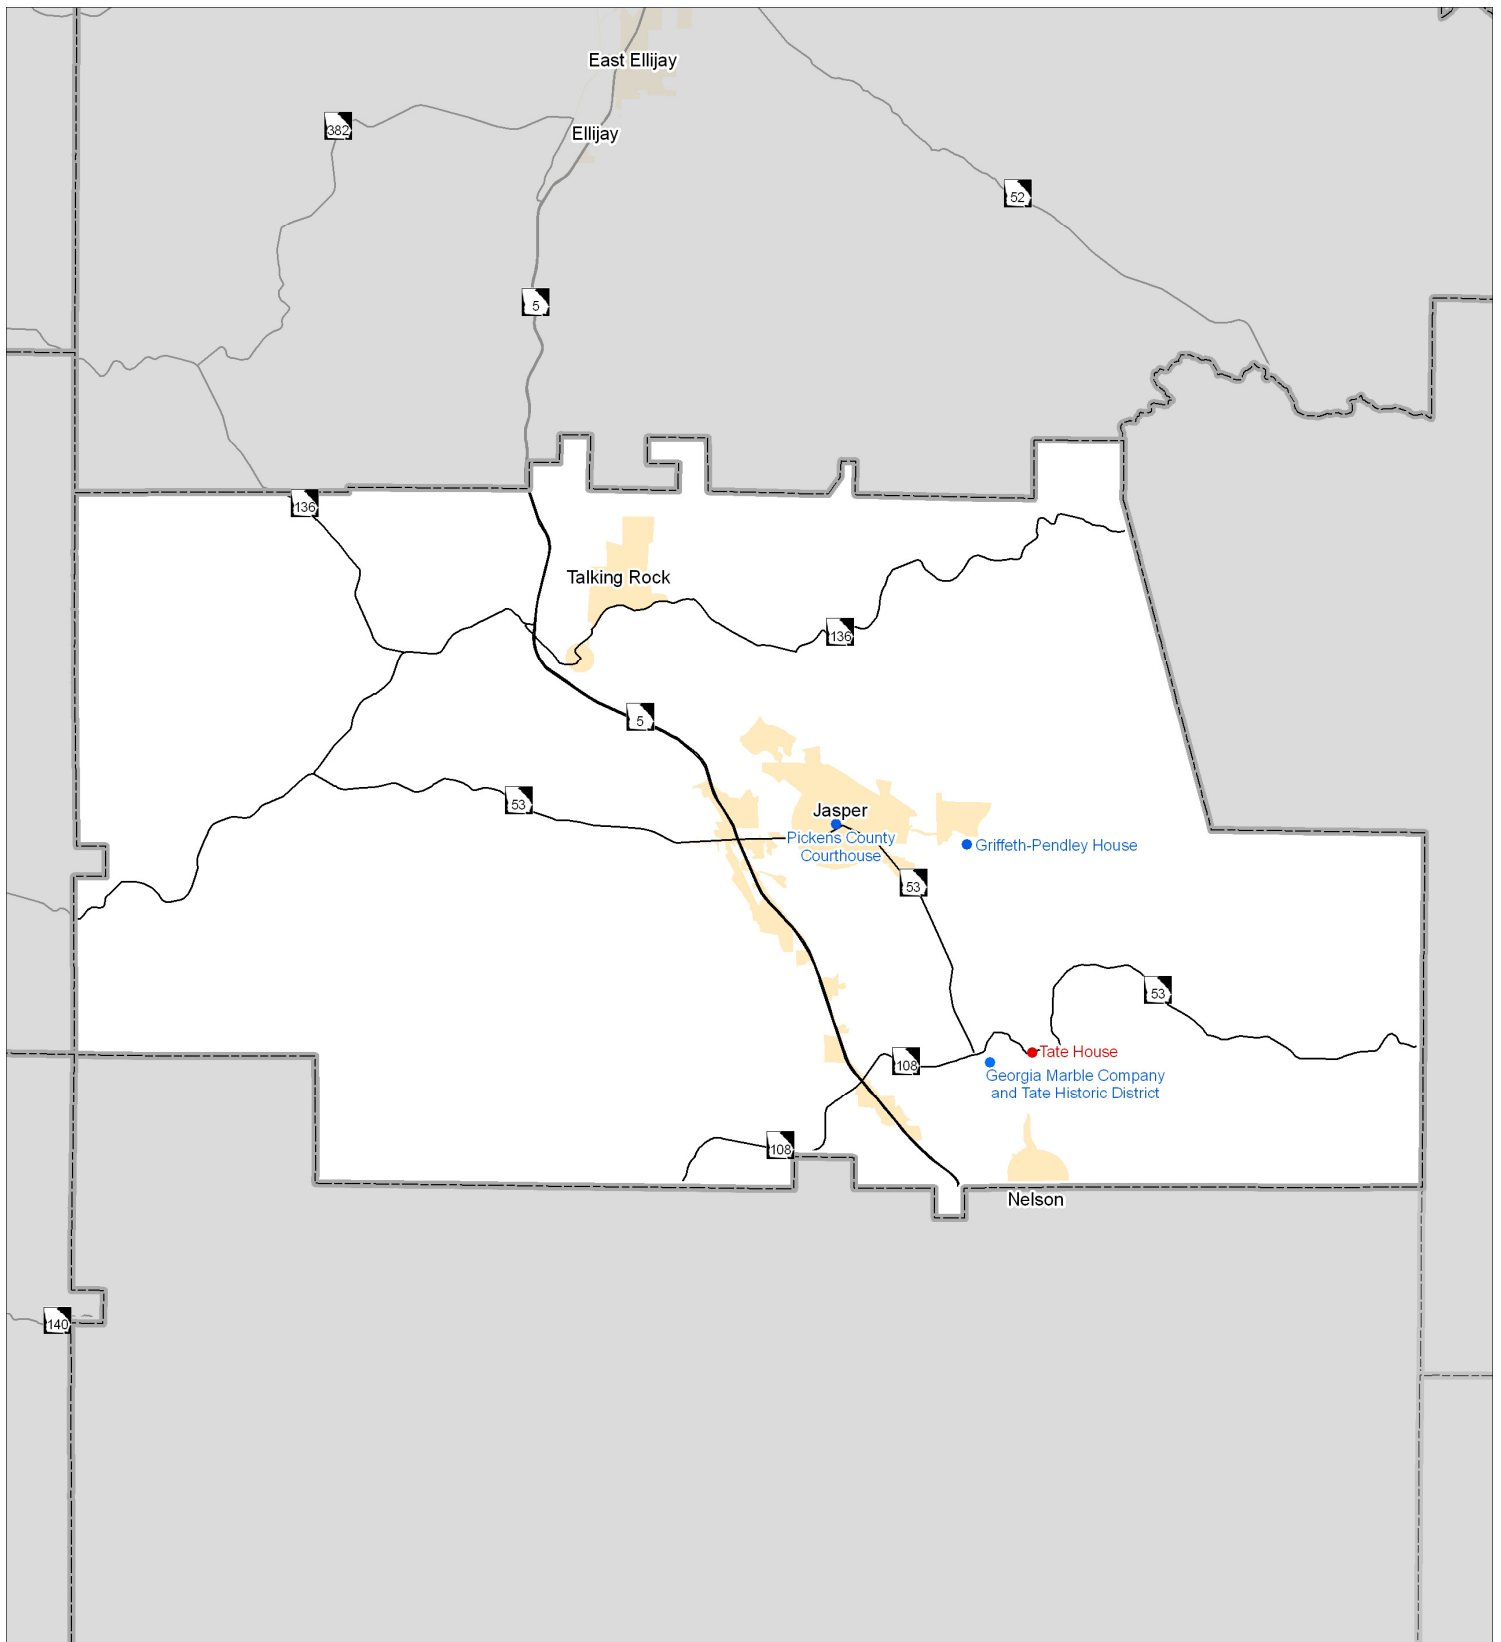 East Ellijay
382
Ellijay
52
5
136
Talking Rock
136
5
53
Jasper
Pickens County
Courthouse
Griffeth-Pendley House
53
53
Tate House
108
Georgia Marble Company
and Tate Historic District
108
Nelson
140